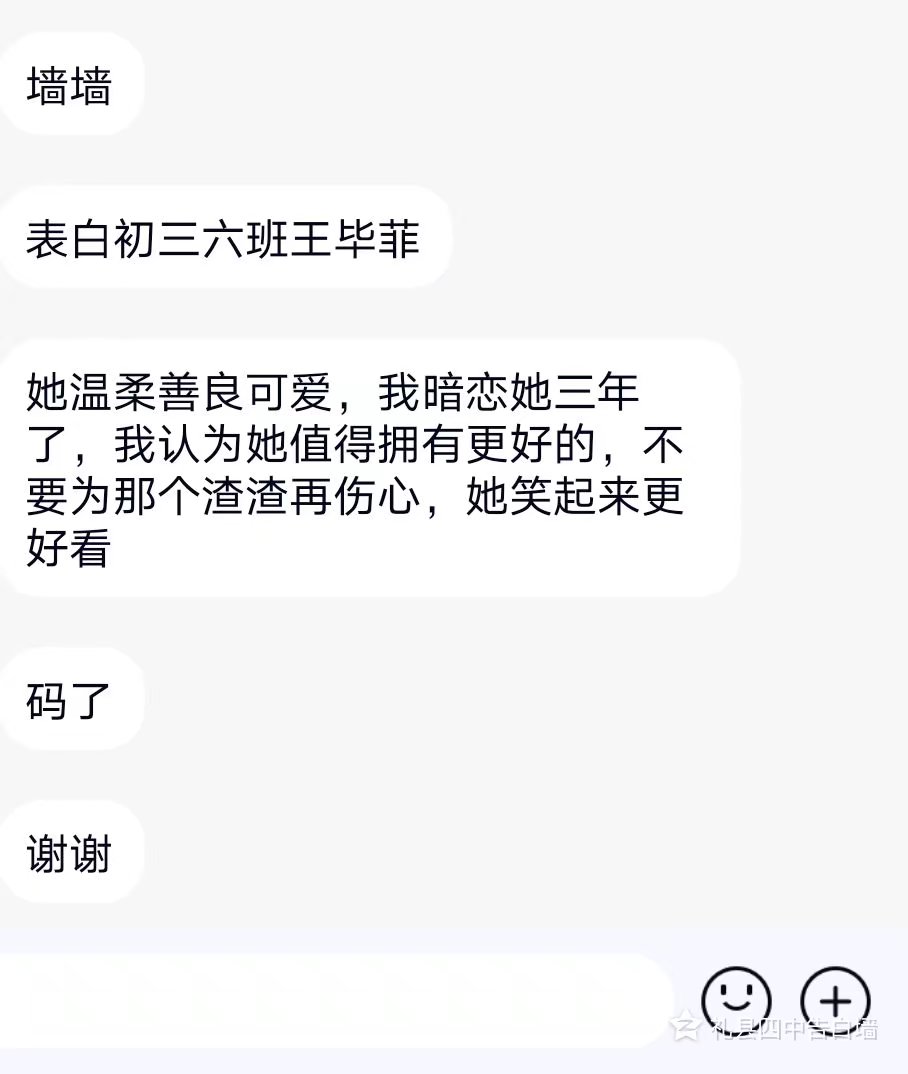 墙墙
表白初三六班王毕菲
她温柔善良可爱，我暗恋她三年
了，我认为她值得拥有更好的，不
要为那个渣渣再伤心，她笑起来更
好看
码了
谢谢
礼县四中告白墙